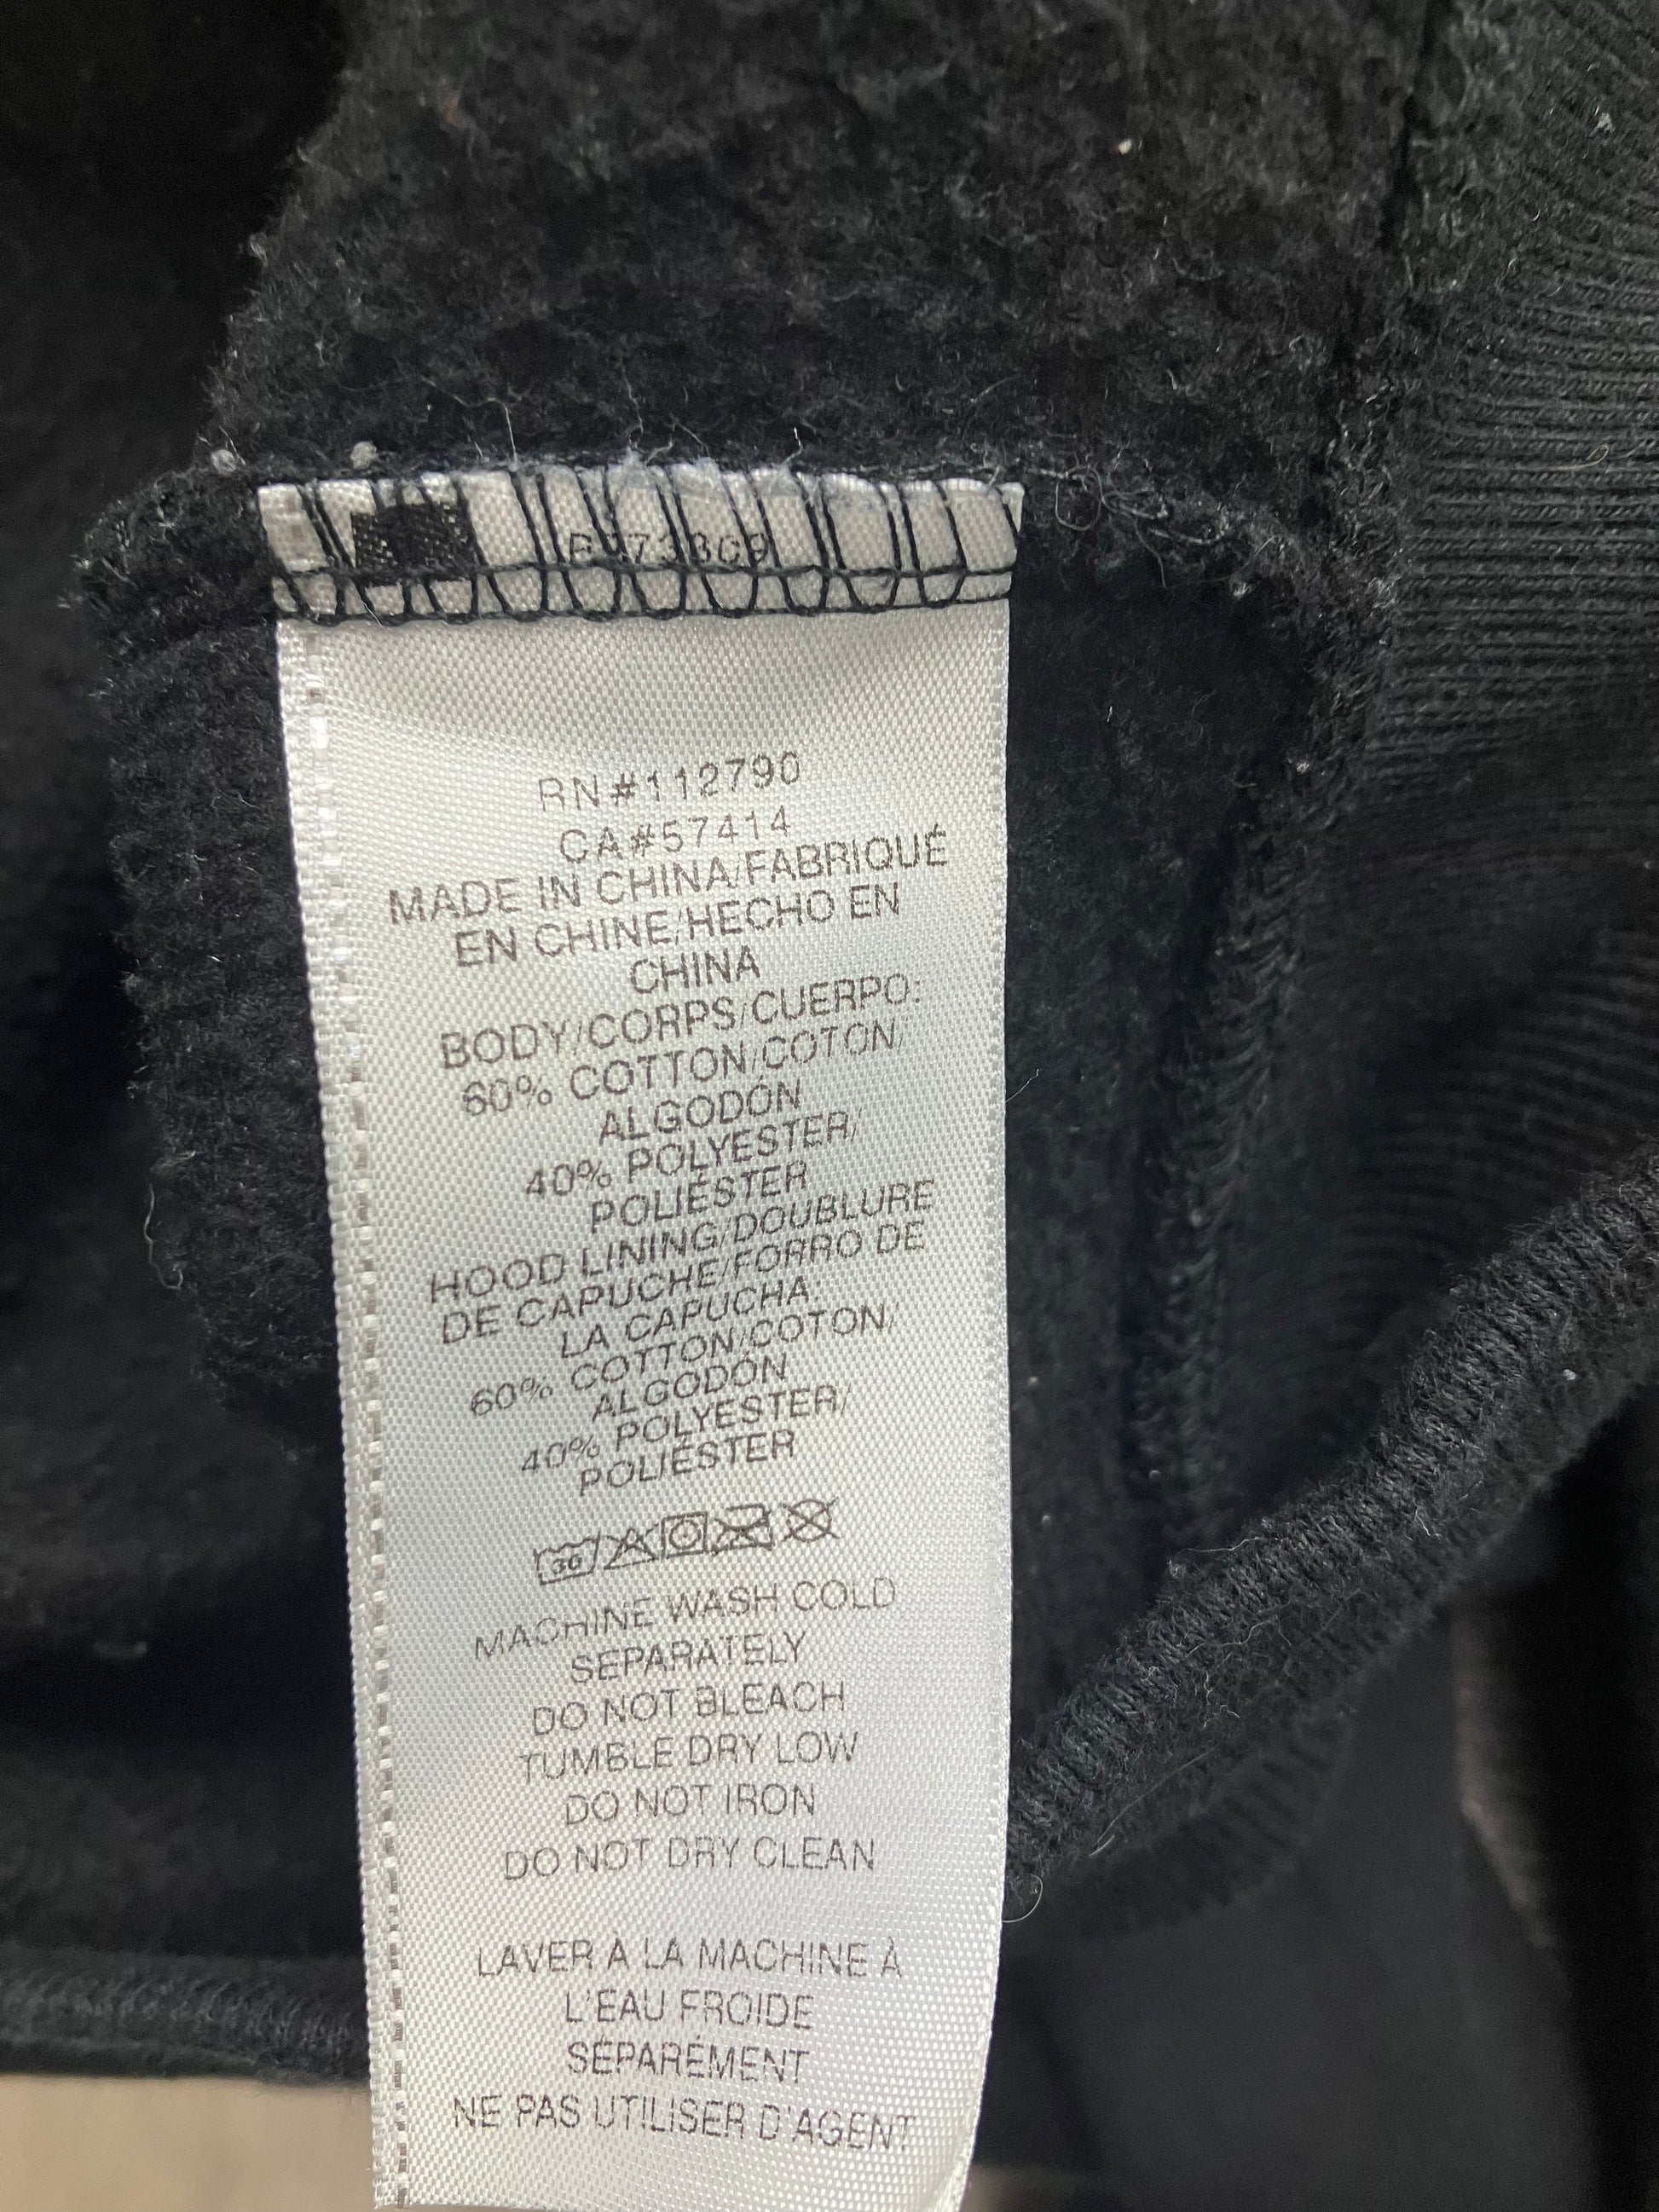 RN#112790
CA#57414
MADE IN CHINA/FABRIQUÉ
EN CHINE/HECHO EN
CHINA
BODY/CORPS/CUERPO:
60% COTTON/COTON/
ALGODÓN
40% POLYESTER/
POLIÉSTER
HOOD LINING/DOUBLURE
DE CAPUCHE/FORRO DE
LA CAPUCHA
60% COTTON/COTON/
ALGODÓN
40% POLYESTER/
POLIÉSTER
30
MACHINE WASH COLD
SEPARATELY
DO NOT BLEACH
TUMBLE DRY LOW
DO NOT IRON
DO NOT DRY CLEAN
LAVER À LA MACHINE À
L'EAU FROIDE
SÉPARÉMENT
NE PAS UTILISER D'AGENT